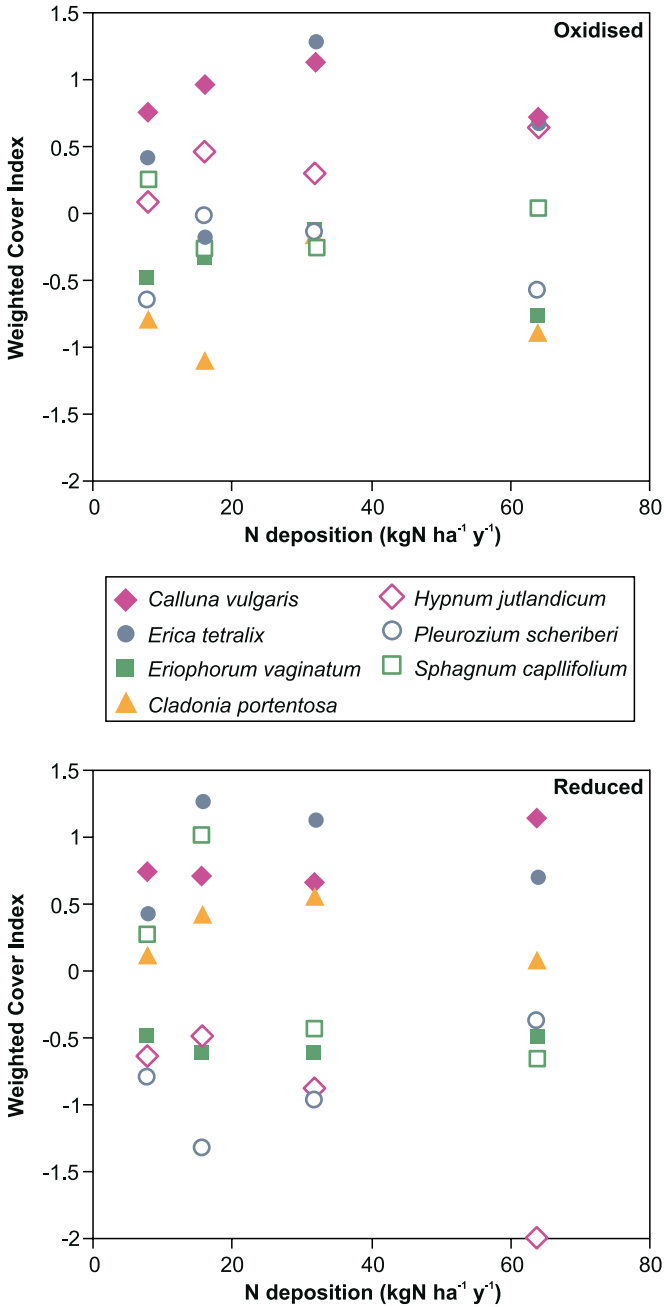 Oxidised
Weighted Cover Index
1.5
1
0.5
0
-0.5
-1
-1.5
-2
0 20 40 60 80
N deposition (kgN ha⁻¹ y⁻¹)
Calluna vulgaris
Hypnum jutlandicum
Erica tetralix
Pleurozium scheriberi
Eriophorum vaginatum
Sphagnum capllifolium
Cladonia portentosa
Reduced
Weighted Cover Index
1.5
1
0.5
0
-0.5
-1
-1.5
-2
0 20 40 60 80
N deposition (kgN ha⁻¹ y⁻¹)